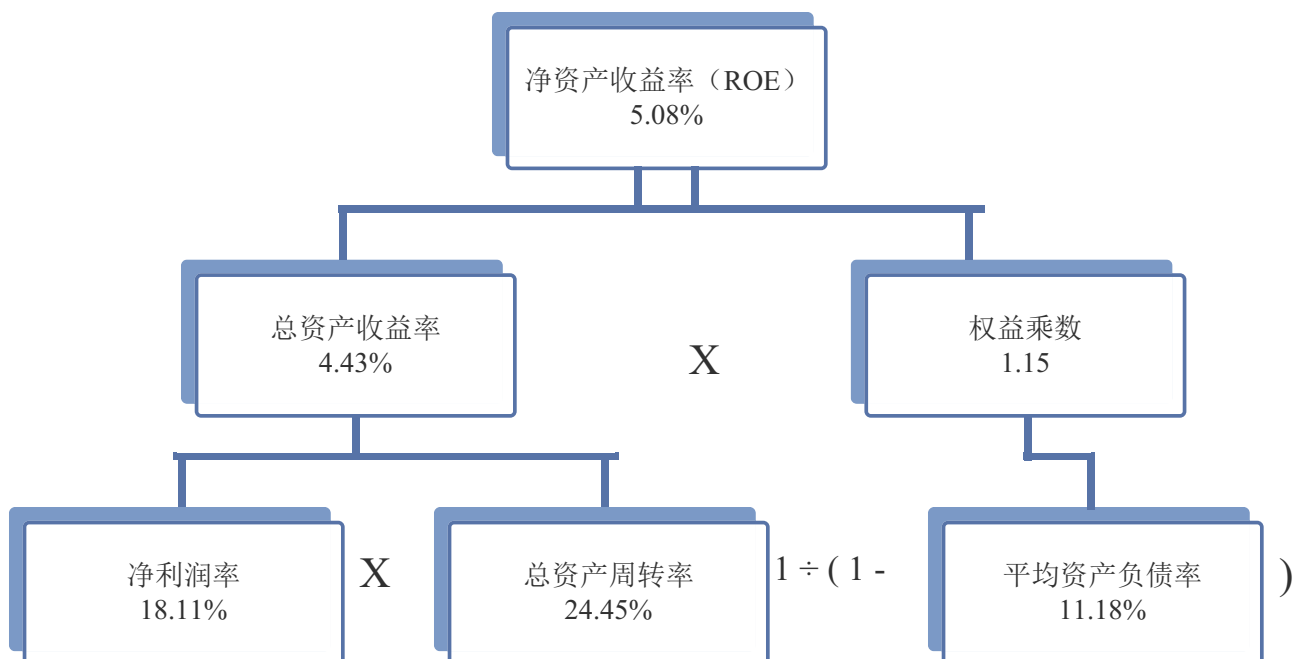 净资产收益率（ROE）
5.08%
总资产收益率
4.43%
X
权益乘数
1.15
净利润率
18.11%
X
总资产周转率
24.45%
1 ÷ ( 1 -
平均资产负债率
11.18%
)